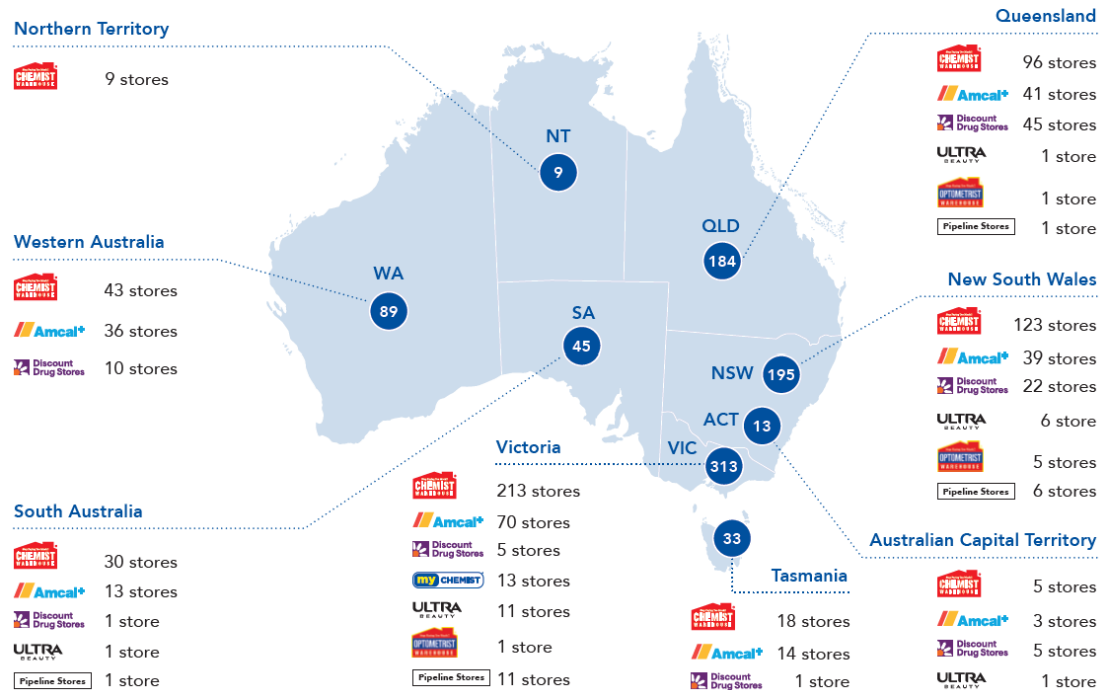 Northern Territory
CHEMIST
WAREHOUSE
9 stores
Western Australia
CHEMIST
WAREHOUSE
43 stores
Amcal+
36 stores
Discount
Drug Stores
10 stores
South Australia
CHEMIST
WAREHOUSE
30 stores
Amcal+
13 stores
Discount
Drug Stores
1 store
ULTRA
BEAUTY
1 store
Pipeline Stores
1 store
NT
9
WA
89
SA
45
QLD
184
NSW
195
ACT
13
VIC
313
33
Victoria
CHEMIST
WAREHOUSE
213 stores
Amcal+
70 stores
Discount
Drug Stores
5 stores
my CHEMIST
13 stores
ULTRA
BEAUTY
11 stores
OPTOMETRIST
WAREHOUSE
1 store
Pipeline Stores
11 stores
Tasmania
CHEMIST
WAREHOUSE
18 stores
Amcal+
14 stores
Discount
Drug Stores
1 store
Queensland
CHEMIST
WAREHOUSE
96 stores
Amcal+
41 stores
Discount
Drug Stores
45 stores
ULTRA
BEAUTY
1 store
OPTOMETRIST
WAREHOUSE
1 store
Pipeline Stores
1 store
New South Wales
CHEMIST
WAREHOUSE
123 stores
Amcal+
39 stores
Discount
Drug Stores
22 stores
ULTRA
BEAUTY
6 store
OPTOMETRIST
WAREHOUSE
5 stores
Pipeline Stores
6 stores
Australian Capital Territory
CHEMIST
WAREHOUSE
5 stores
Amcal+
3 stores
Discount
Drug Stores
5 stores
ULTRA
BEAUTY
1 store